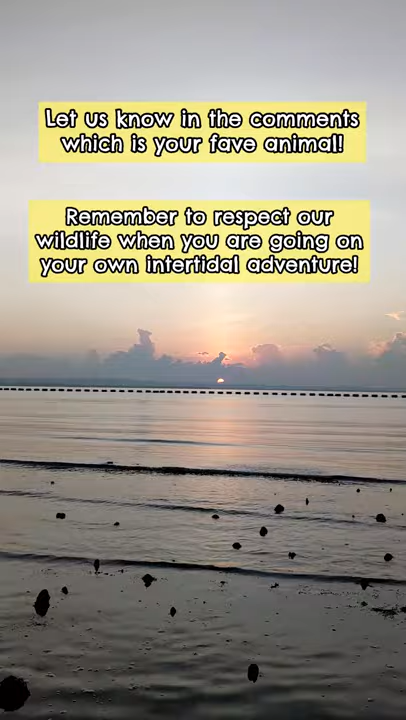 Let us know in the comments
which is your fave animal!
Remember to respect our
wildlife when you are going on
your own intertidal adventure!